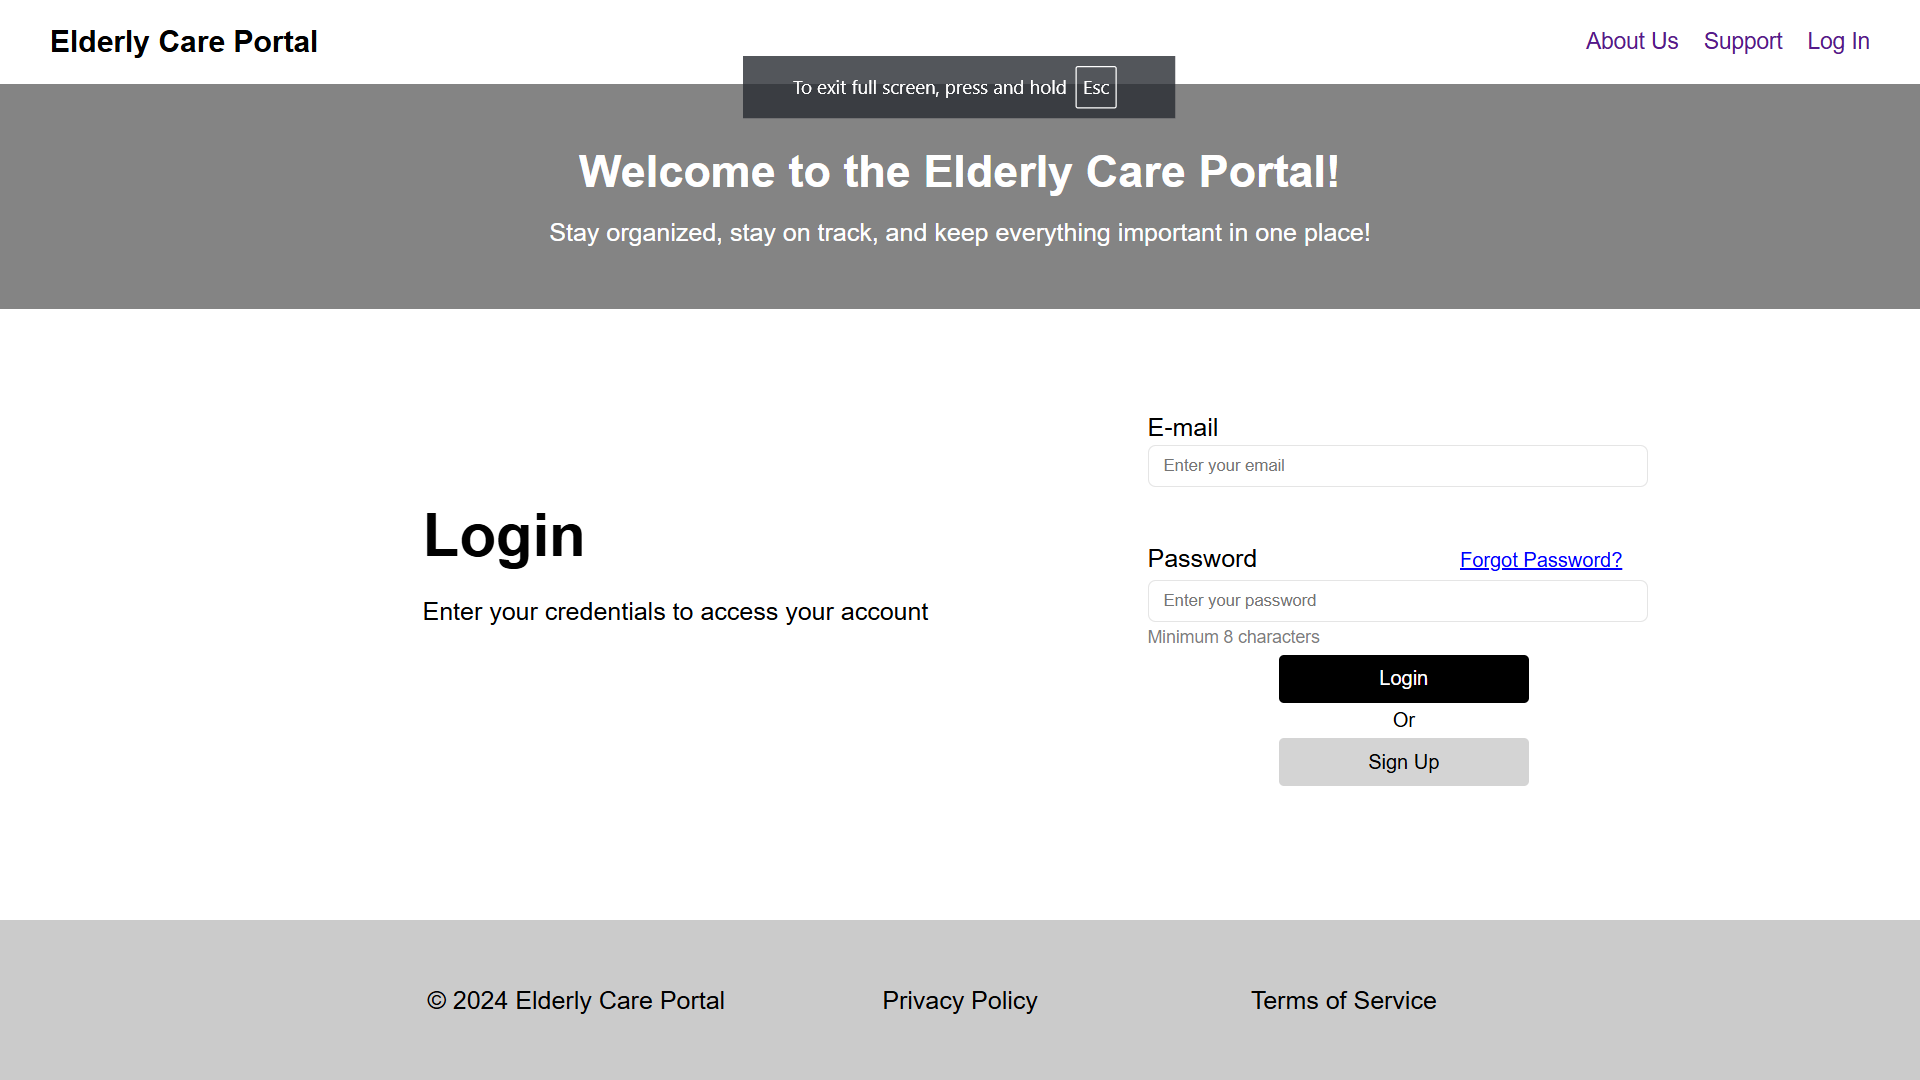 Elderly Care Portal
About Us Support Log In
To exit full screen, press and hold Esc
Welcome to the Elderly Care Portal!
Stay organized, stay on track, and keep everything important in one place!
Login
Enter your credentials to access your account
E-mail
Enter your email
Password Forgot Password?
Enter your password
Minimum 8 characters
Login
Or
Sign Up
© 2024 Elderly Care Portal Privacy Policy Terms of Service